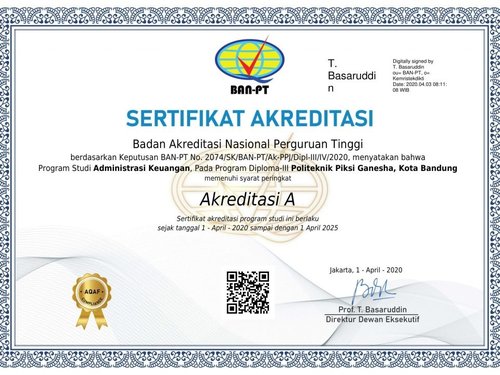 BAN-PT
T.
Basaruddi
n
Digitally signed by
T. Basaruddin
ou= BAN-PT, o=
Kemristekdikti
Date: 2020.04.03 08:11:
08 WIB
SERTIFIKAT AKREDITASI
Badan Akreditasi Nasional Perguruan Tinggi
berdasarkan Keputusan BAN-PT No. 2074/SK/BAN-PT/Ak-PPJ/Dipl-III/IV/2020, menyatakan bahwa
Program Studi Administrasi Keuangan, Pada Program Diploma-III Politeknik Piksi Ganesha, Kota Bandung
memenuhi syarat peringkat
Akreditasi A
Sertifikat akreditasi program studi ini berlaku
sejak tanggal 1 - April - 2020 sampai dengan 1 April 2025
Jakarta, 1 - April - 2020
AQAF
COMPLIANCE
Prof. T. Basaruddin
Direktur Dewan Eksekutif